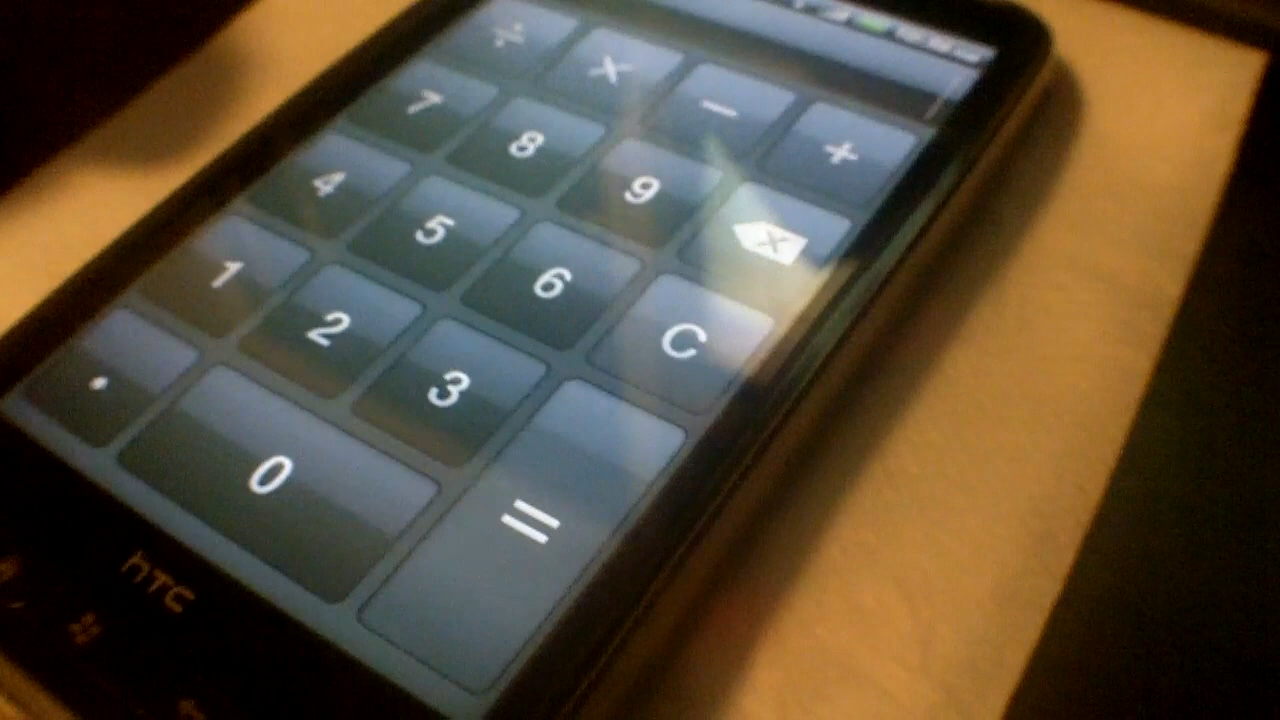 ÷ × − +
7 8 9
4 5 6 C
1 2 3 =
. 0
hTC